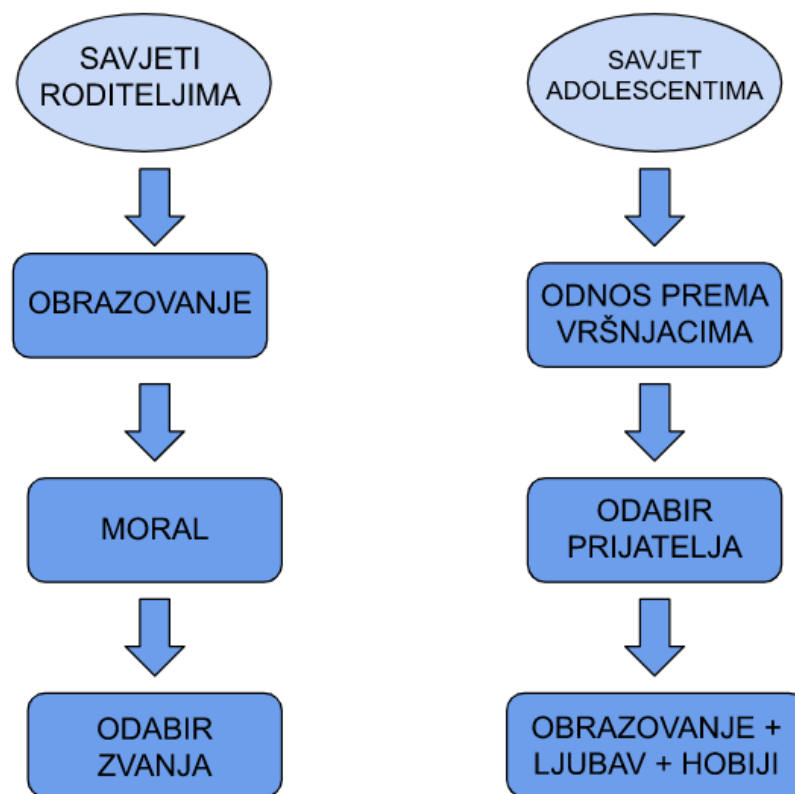 SAVJETI
RODITELJIMA
OBRAZOVANJE
MORAL
ODABIR
ZVANJA
SAVJET
ADOLESCENTIMA
ODNOS PREMA
VRŠNJACIMA
ODABIR
PRIJATELJA
OBRAZOVANJE +
LJUBAV + HOBIJI